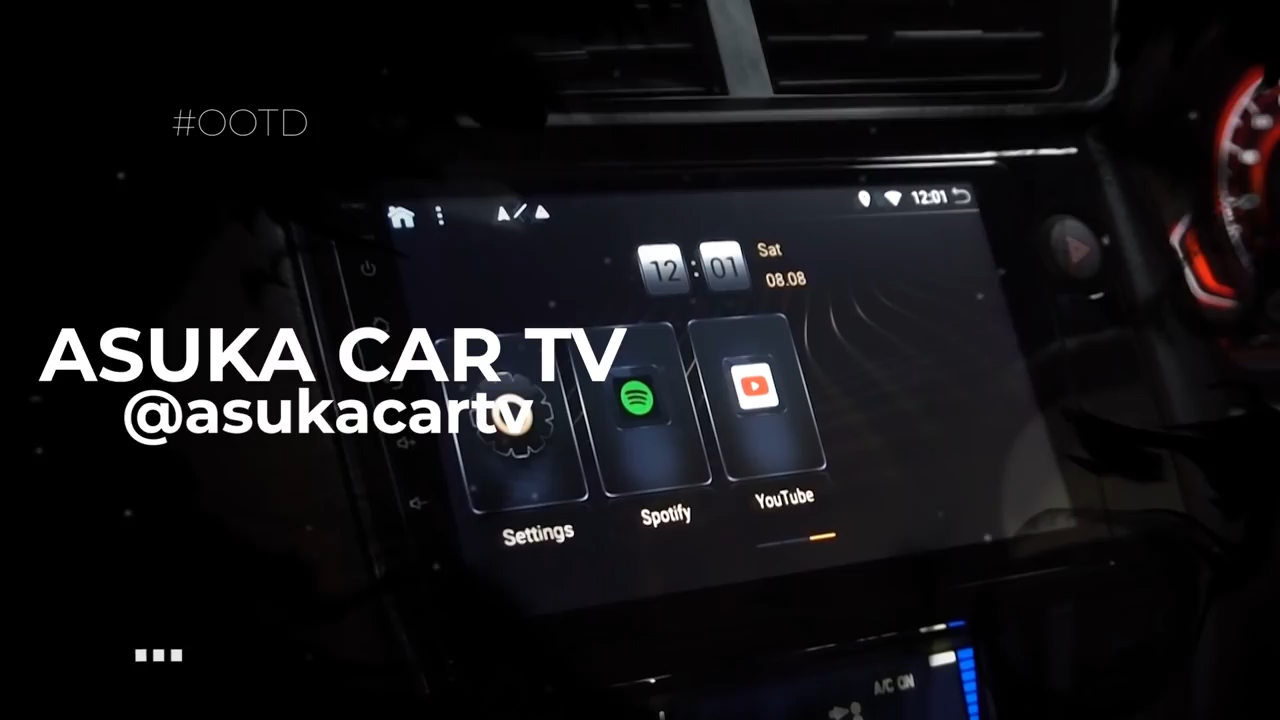 #OOTD
12:01
12:01
Sat
08.08
ASUKA CAR TV
@asukacartv
Settings
Spotify
YouTube
A/C ON